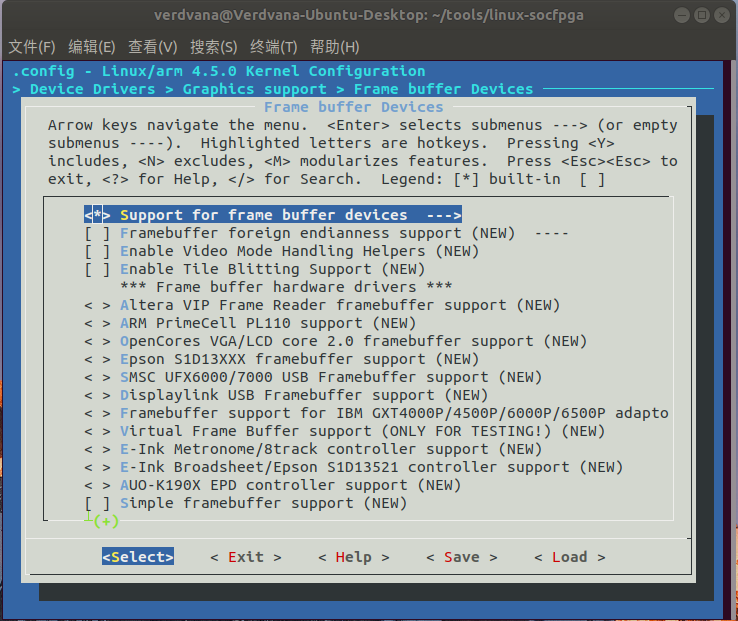 verdvana@Verdvana-Ubuntu-Desktop: ~/tools/linux-socfpga
文件(F) 编辑(E) 查看(V) 搜索(S) 终端(T) 帮助(H)
.config - Linux/arm 4.5.0 Kernel Configuration
> Device Drivers > Graphics support > Frame buffer Devices
Frame buffer Devices
Arrow keys navigate the menu.  <Enter> selects submenus ---> (or empty
submenus ----).  Highlighted letters are hotkeys.  Pressing <Y>
includes, <N> excludes, <M> modularizes features.  Press <Esc><Esc> to
exit, <?> for Help, </> for Search.  Legend: [*] built-in  [ ]
<*> Support for frame buffer devices  --->
[ ] Framebuffer foreign endianness support (NEW)  ----
[ ] Enable Video Mode Handling Helpers (NEW)
[ ] Enable Tile Blitting Support (NEW)
*** Frame buffer hardware drivers ***
< > Altera VIP Frame Reader framebuffer support (NEW)
< > ARM PrimeCell PL110 support (NEW)
< > OpenCores VGA/LCD core 2.0 framebuffer support (NEW)
< > Epson S1D13XXX framebuffer support (NEW)
< > SMSC UFX6000/7000 USB Framebuffer support (NEW)
< > Displaylink USB Framebuffer support (NEW)
< > Framebuffer support for IBM GXT4000P/4500P/6000P/6500P adapto
< > Virtual Frame Buffer support (ONLY FOR TESTING!) (NEW)
< > E-Ink Metronome/8track controller support (NEW)
< > E-Ink Broadsheet/Epson S1D13521 controller support (NEW)
< > AUO-K190X EPD controller support (NEW)
[ ] Simple framebuffer support (NEW)
┴(+)
<Select>    < Exit >    < Help >    < Save >    < Load >